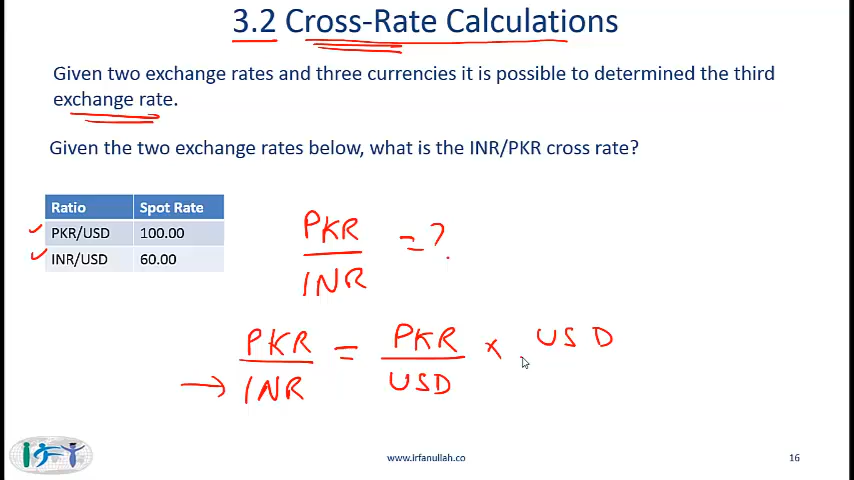 3.2 Cross-Rate Calculations
Given two exchange rates and three currencies it is possible to determined the third
exchange rate.
Given the two exchange rates below, what is the INR/PKR cross rate?
Ratio Spot Rate
PKR/USD 100.00
INR/USD 60.00
PKR
= ?
INR
PKR = PKR × USD
INR USD
www.irfanullah.co
16